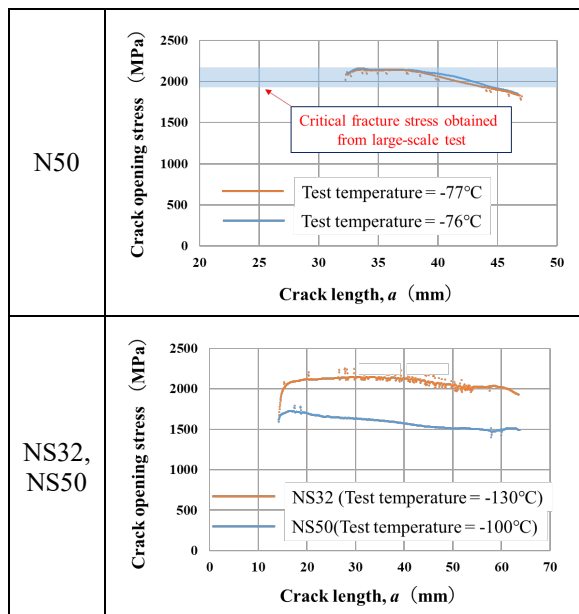 N50
Crack opening stress (MPa)
2500
2000
1500
1000
500
0
Critical fracture stress obtained
from large-scale test
Test temperature = -77℃
Test temperature = -76℃
20 25 30 35 40 45 50
Crack length, a (mm)
NS32,
NS50
Crack opening stress (MPa)
2500
2000
1500
1000
500
0
NS32 (Test temperature = -130℃)
NS50(Test temperature = -100℃)
0 10 20 30 40 50 60 70
Crack length, a (mm)